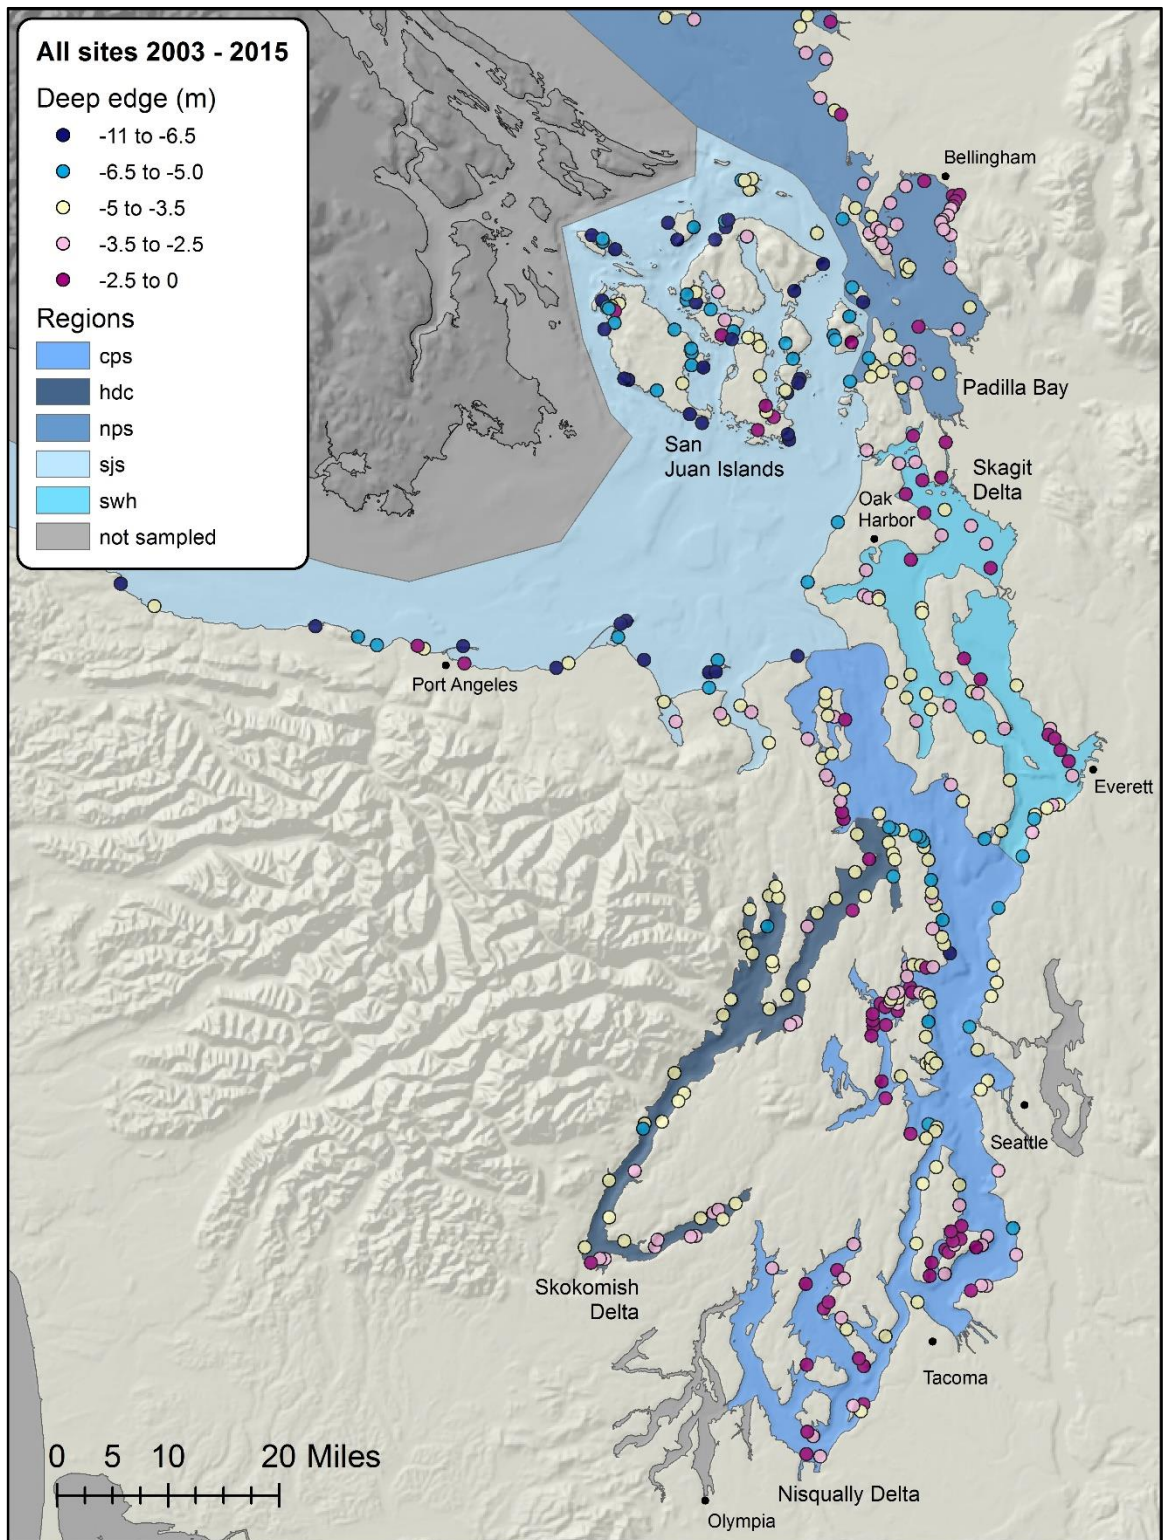 All sites 2003 - 2015
Deep edge (m)
-11 to -6.5
-6.5 to -5.0
-5 to -3.5
-3.5 to -2.5
-2.5 to 0
Regions
cps
hdc
nps
sjs
swh
not sampled
Bellingham
Padilla Bay
San
Juan Islands
Skagit
Delta
Oak
Harbor
Port Angeles
Everett
Seattle
Skokomish
Delta
Tacoma
0 5 10 20 Miles
Nisqually Delta
Olympia